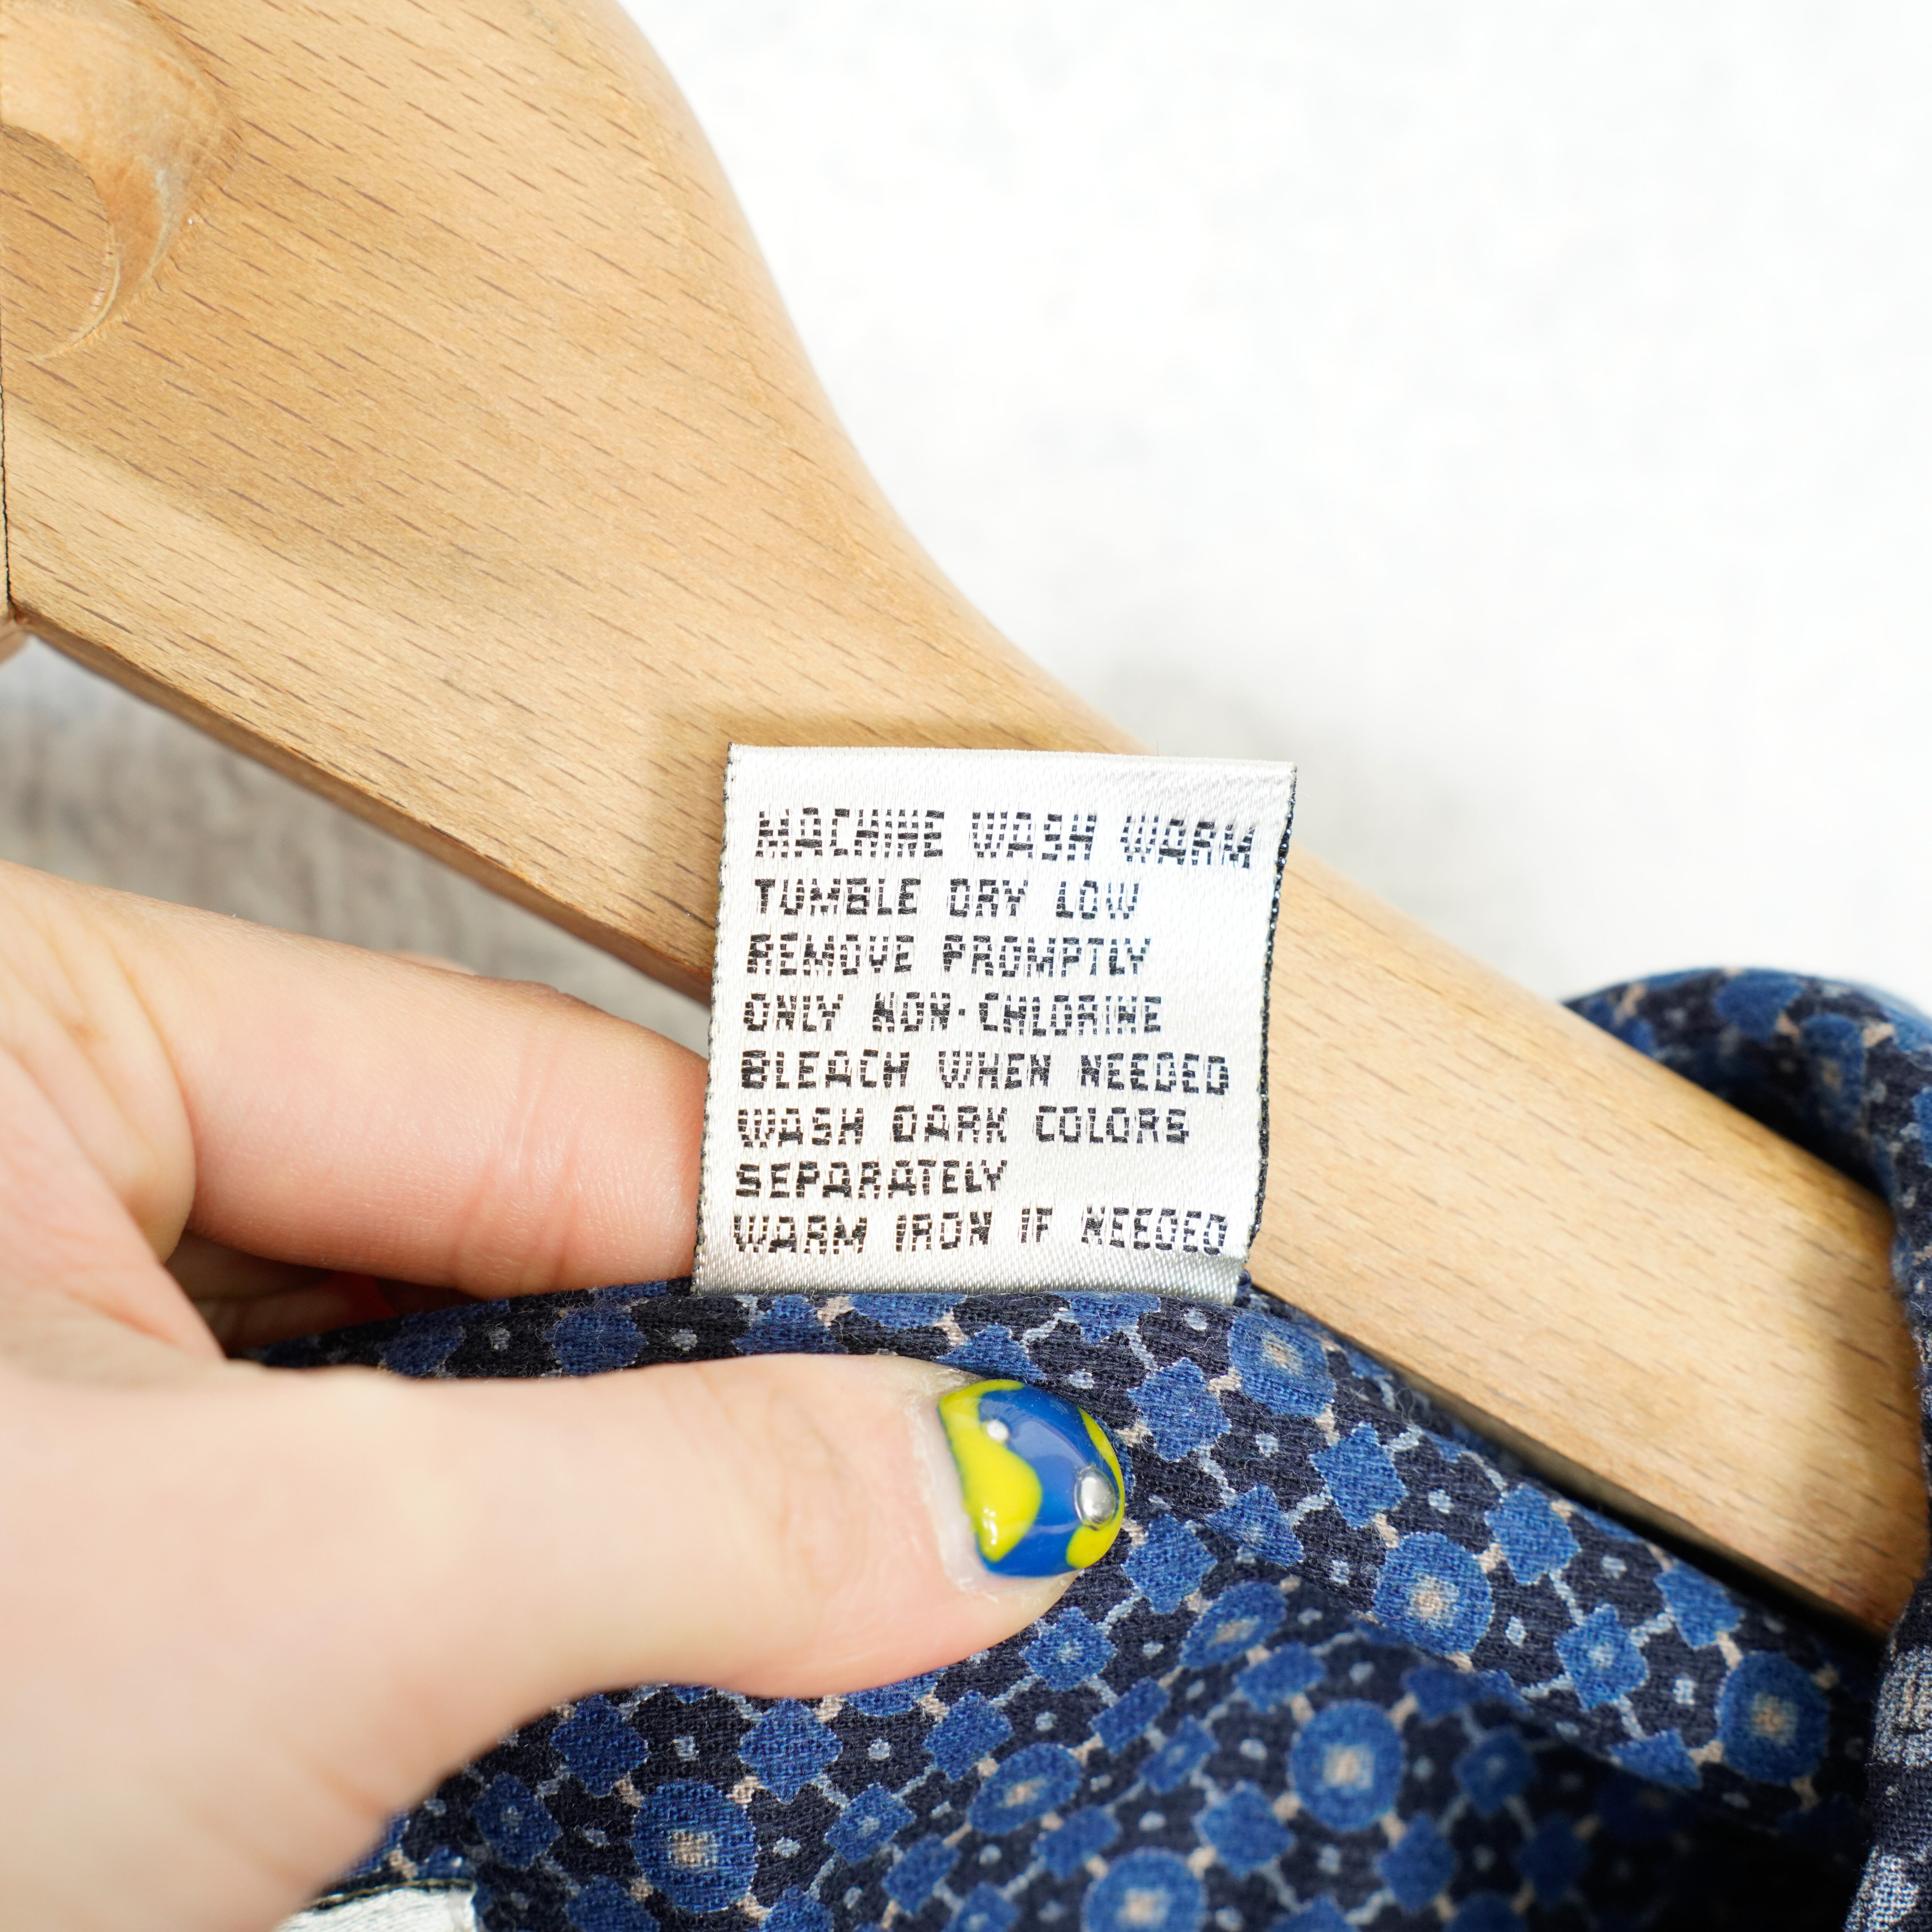 MACHINE WASH WARM
TUMBLE DRY LOW
REMOVE PROMPTLY
ONLY NON-CHLORINE
BLEACH WHEN NEEDED
WASH DARK COLORS
SEPARATELY
WARM IRON IF NEEDED